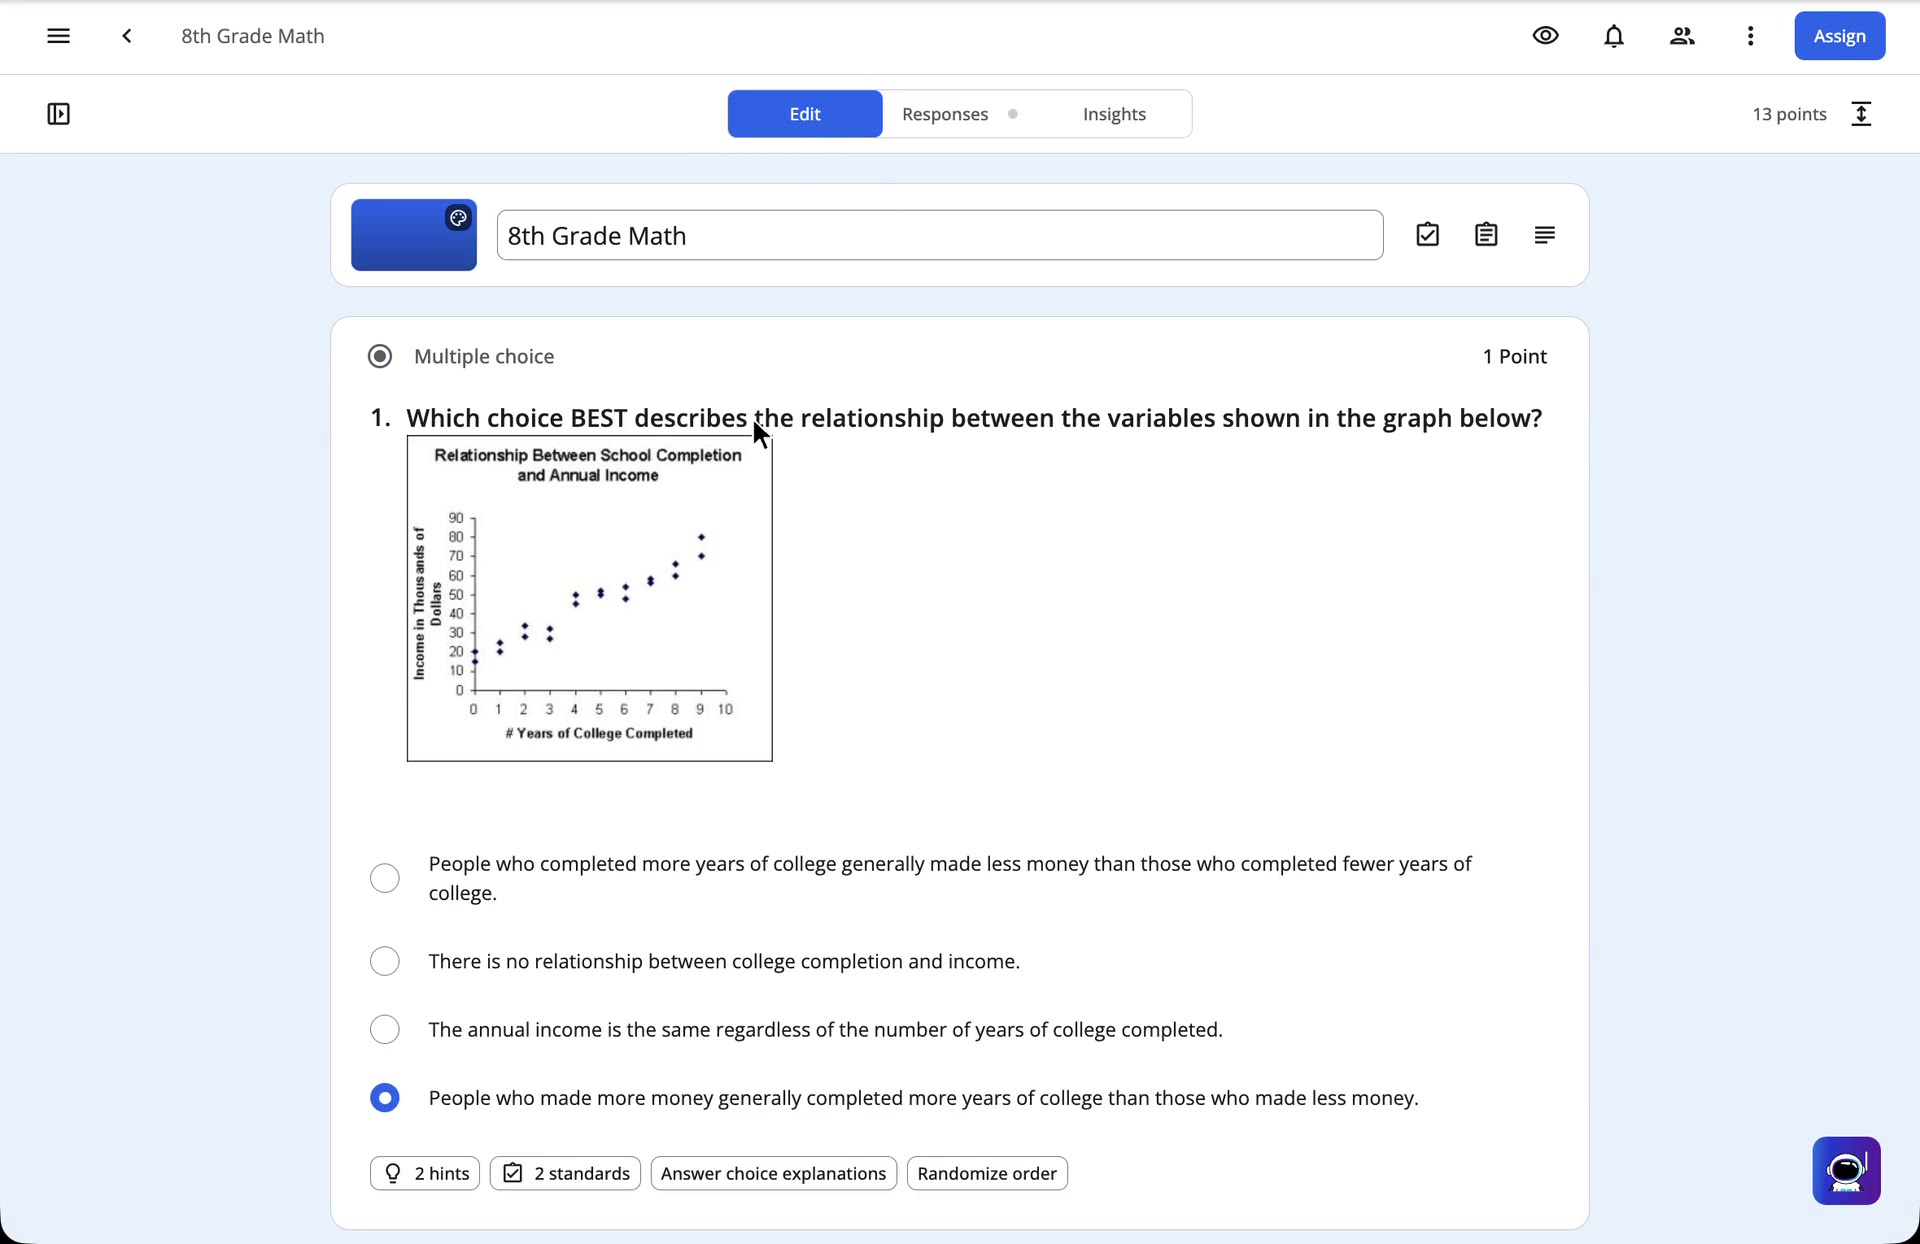 8th Grade Math
Assign
Edit
Responses
Insights
13 points
8th Grade Math
Multiple choice
1 Point
1. Which choice BEST describes the relationship between the variables shown in the graph below?
Relationship Between School Completion
and Annual Income
Income in Thousands of
Dollars
90
80
70
60
50
40
30
20
10
0
0 1 2 3 4 5 6 7 8 9 10
# Years of College Completed
People who completed more years of college generally made less money than those who completed fewer years of
college.
There is no relationship between college completion and income.
The annual income is the same regardless of the number of years of college completed.
People who made more money generally completed more years of college than those who made less money.
2 hints
2 standards
Answer choice explanations
Randomize order